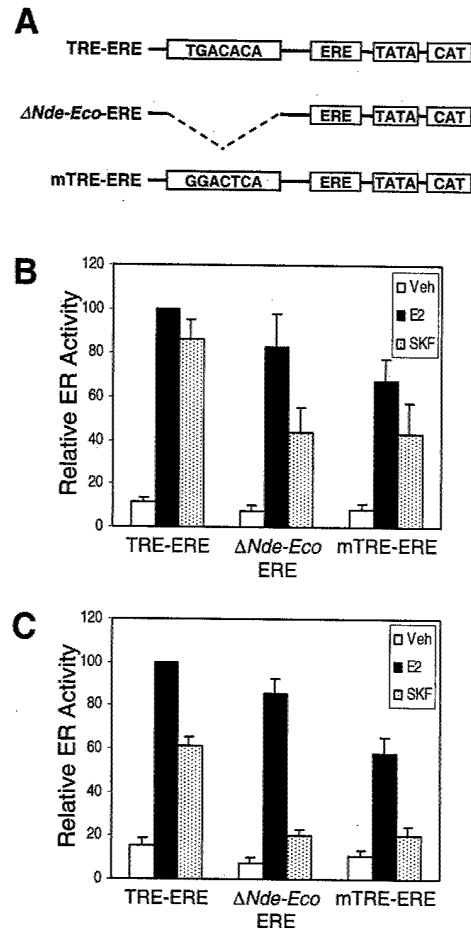 A
TRE-ERE TGACACA ERE TATA CAT
ΔNde-Eco-ERE ERE TATA CAT
mTRE-ERE GGACTCA ERE TATA CAT
B
Relative ER Activity
120
100
80
60
40
20
0
Veh
E2
SKF
TRE-ERE ΔNde-Eco mTRE-ERE
ERE
C
Relative ER Activity
120
100
80
60
40
20
0
Veh
E2
SKF
TRE-ERE ΔNde-Eco mTRE-ERE
ERE